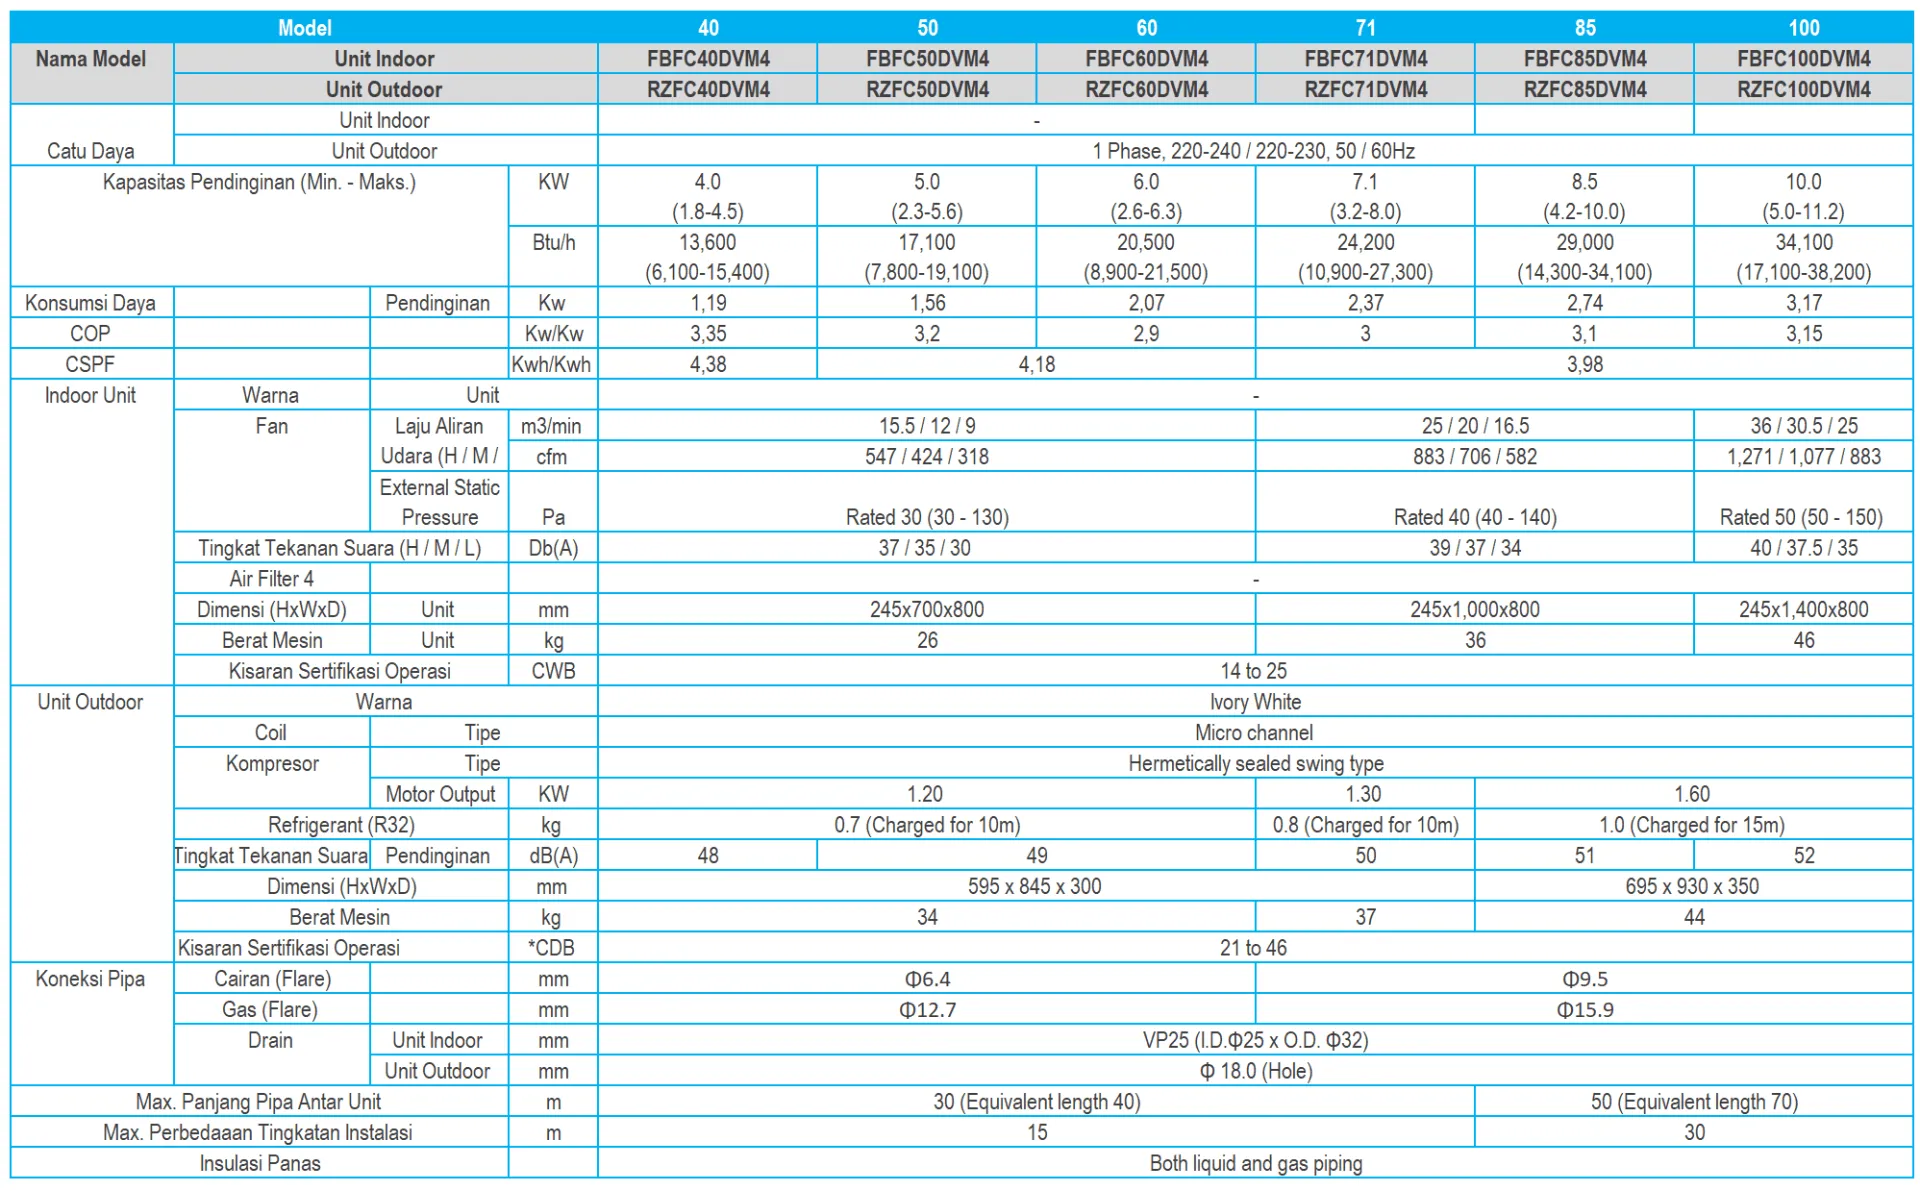 Model 40 50 60 71 85 100
Nama Model Unit Indoor FBFC40DVM4 FBFC50DVM4 FBFC60DVM4 FBFC71DVM4 FBFC85DVM4 FBFC100DVM4
Unit Outdoor RZFC40DVM4 RZFC50DVM4 RZFC60DVM4 RZFC71DVM4 RZFC85DVM4 RZFC100DVM4
Unit Indoor -
Catu Daya Unit Outdoor 1 Phase, 220-240 / 220-230, 50 / 60Hz
Kapasitas Pendinginan (Min. - Maks.) KW 4.0 5.0 6.0 7.1 8.5 10.0
(1.8-4.5) (2.3-5.6) (2.6-6.3) (3.2-8.0) (4.2-10.0) (5.0-11.2)
Btu/h 13,600 17,100 20,500 24,200 29,000 34,100
(6,100-15,400) (7,800-19,100) (8,900-21,500) (10,900-27,300) (14,300-34,100) (17,100-38,200)
Konsumsi Daya Pendinginan Kw 1,19 1,56 2,07 2,37 2,74 3,17
COP Kw/Kw 3,35 3,2 2,9 3 3,1 3,15
CSPF Kwh/Kwh 4,38 4,18 3,98
Indoor Unit Warna Unit -
Fan Laju Aliran m3/min 15.5 / 12 / 9 25 / 20 / 16.5 36 / 30.5 / 25
Udara (H / M / cfm 547 / 424 / 318 883 / 706 / 582 1,271 / 1,077 / 883
External Static
Pressure Pa Rated 30 (30 - 130) Rated 40 (40 - 140) Rated 50 (50 - 150)
Tingkat Tekanan Suara (H / M / L) Db(A) 37 / 35 / 30 39 / 37 / 34 40 / 37.5 / 35
Air Filter 4 -
Dimensi (HxWxD) Unit mm 245x700x800 245x1,000x800 245x1,400x800
Berat Mesin Unit kg 26 36 46
Kisaran Sertifikasi Operasi CWB 14 to 25
Unit Outdoor Warna Ivory White
Coil Tipe Micro channel
Kompresor Tipe Hermetically sealed swing type
Motor Output KW 1.20 1.30 1.60
Refrigerant (R32) kg 0.7 (Charged for 10m) 0.8 (Charged for 10m) 1.0 (Charged for 15m)
Tingkat Tekanan Suara Pendinginan dB(A) 48 49 50 51 52
Dimensi (HxWxD) mm 595 x 845 x 300 695 x 930 x 350
Berat Mesin kg 34 37 44
Kisaran Sertifikasi Operasi *CDB 21 to 46
Koneksi Pipa Cairan (Flare) mm Φ6.4 Φ9.5
Gas (Flare) mm Φ12.7 Φ15.9
Drain Unit Indoor mm VP25 (I.D.Φ25 x O.D. Φ32)
Unit Outdoor mm Φ 18.0 (Hole)
Max. Panjang Pipa Antar Unit m 30 (Equivalent length 40) 50 (Equivalent length 70)
Max. Perbedaaan Tingkatan Instalasi m 15 30
Insulasi Panas Both liquid and gas piping